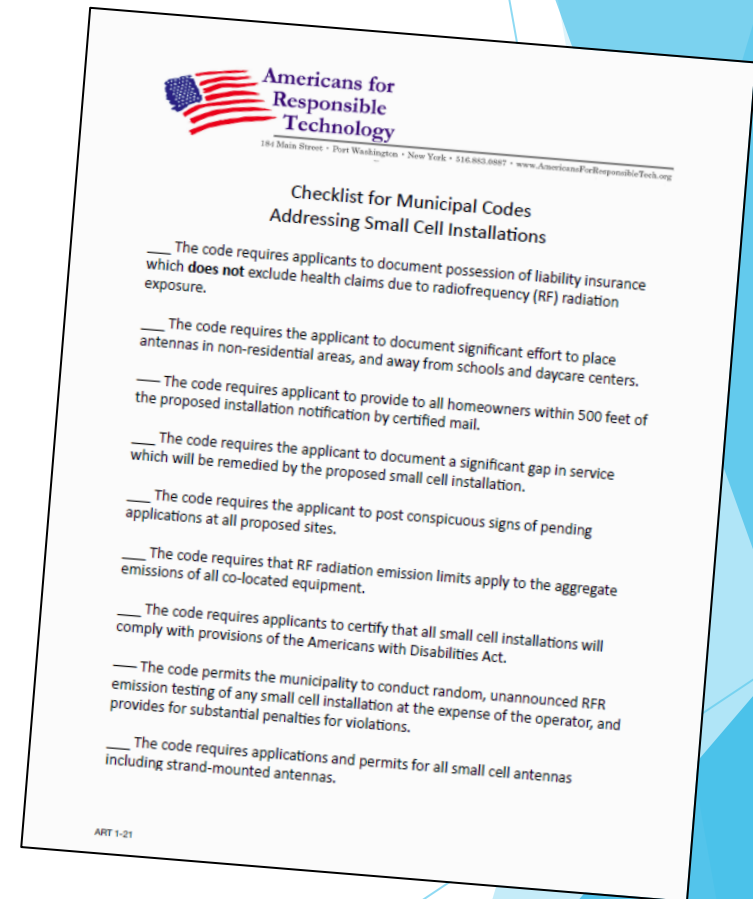 Americans for
Responsible
Technology
184 Main Street • Port Washington • New York • 516.883.0887 • www.AmericansForResponsibleTech.org
Checklist for Municipal Codes
Addressing Small Cell Installations
___ The code requires applicants to document possession of liability insurance
which does not exclude health claims due to radiofrequency (RF) radiation
exposure.
___ The code requires the applicant to document significant effort to place
antennas in non-residential areas, and away from schools and daycare centers.
___ The code requires applicant to provide to all homeowners within 500 feet of
the proposed installation notification by certified mail.
___ The code requires the applicant to document a significant gap in service
which will be remedied by the proposed small cell installation.
___ The code requires the applicant to post conspicuous signs of pending
applications at all proposed sites.
___ The code requires that RF radiation emission limits apply to the aggregate
emissions of all co-located equipment.
___ The code requires applicants to certify that all small cell installations will
comply with provisions of the Americans with Disabilities Act.
___ The code permits the municipality to conduct random, unannounced RFR
emission testing of any small cell installation at the expense of the operator, and
provides for substantial penalties for violations.
___ The code requires applications and permits for all small cell antennas
including strand-mounted antennas.
ART 1-21